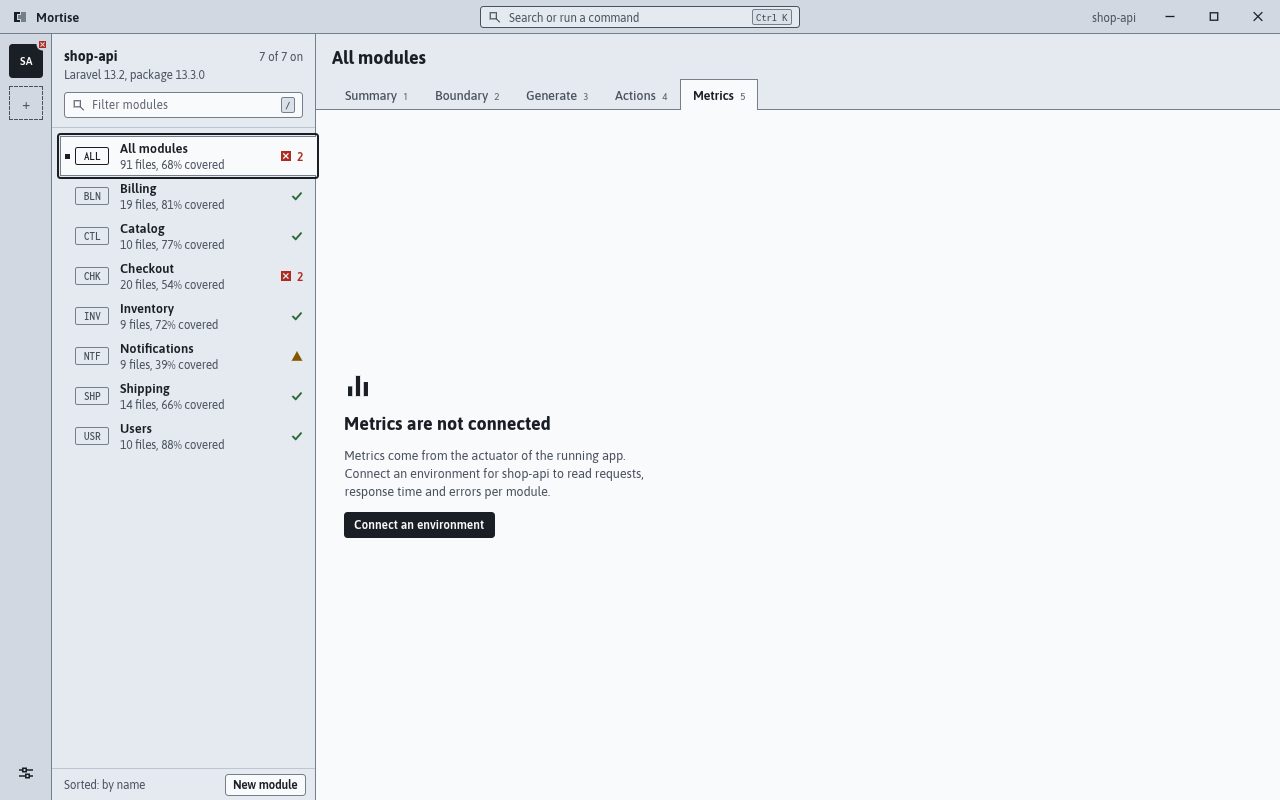 Mortise
Search or run a command
Ctrl K
shop-api
SA
+
shop-api
7 of 7 on
Laravel 13.2, package 13.3.0
Filter modules
/
ALL
All modules
91 files, 68% covered
2
BLN
Billing
19 files, 81% covered
CTL
Catalog
10 files, 77% covered
CHK
Checkout
20 files, 54% covered
2
INV
Inventory
9 files, 72% covered
NTF
Notifications
9 files, 39% covered
SHP
Shipping
14 files, 66% covered
USR
Users
10 files, 88% covered
Sorted: by name
New module
All modules
Summary 1
Boundary 2
Generate 3
Actions 4
Metrics 5
Metrics are not connected
Metrics come from the actuator of the running app.
Connect an environment for shop-api to read requests,
response time and errors per module.
Connect an environment